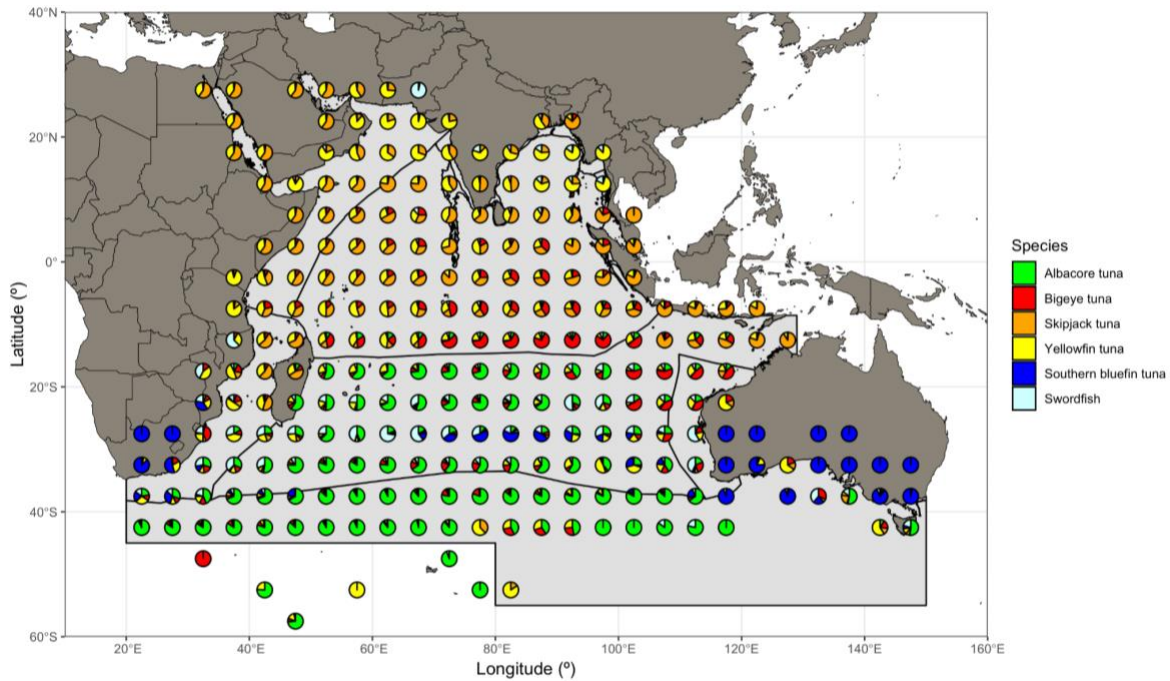 40°N
20°N
0°
20°S
40°S
60°S
Latitude (º)
20°E
40°E
60°E
80°E
100°E
120°E
140°E
160°E
Longitude (º)
Species
Albacore tuna
Bigeye tuna
Skipjack tuna
Yellowfin tuna
Southern bluefin tuna
Swordfish